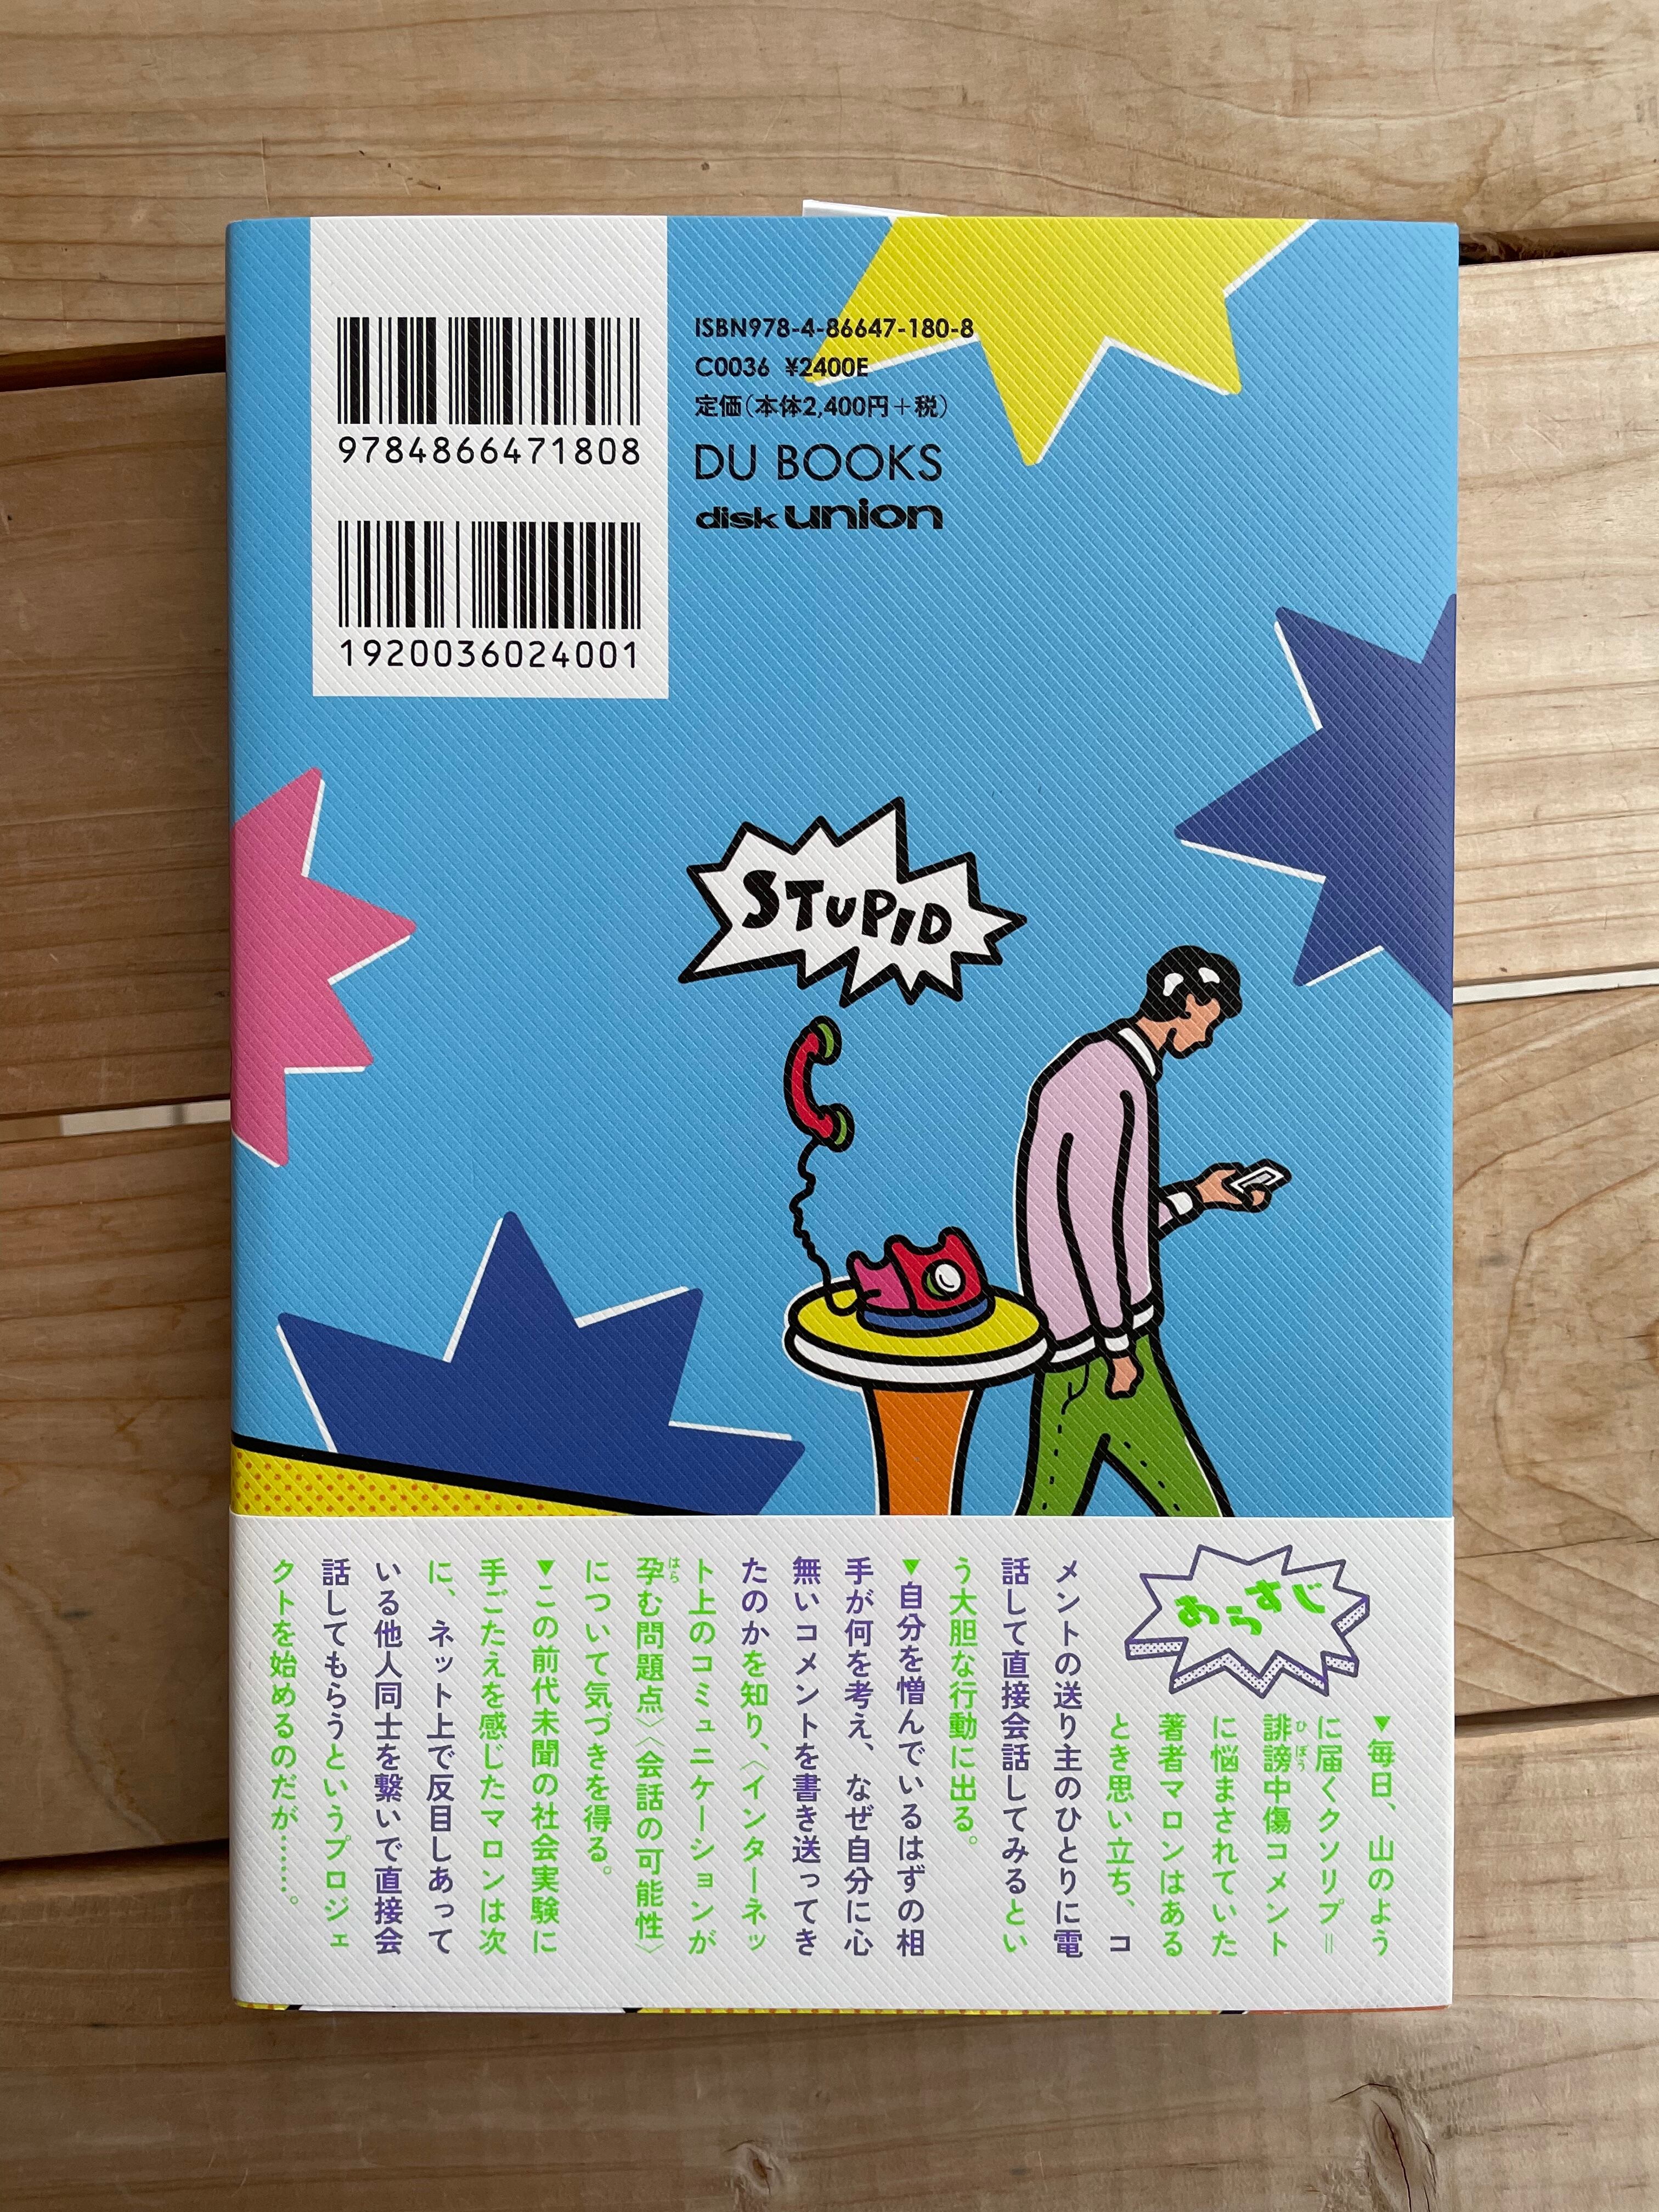 9784866471808
1920036024001
ISBN978-4-86647-180-8
C0036 ¥2400E
定価(本体2,400円+税)
DU BOOKS
disk union
STUPID
あらすじ
▼毎日、山のよう
に届くクソリプ=
誹謗中傷コメント
ひぼう
に悩まされていた
著者マロンはある
とき思い立ち、コ
メントの送り主のひとりに電
話して直接会話してみるとい
う大胆な行動に出る。
▼自分を憎んでいるはずの相
手が何を考え、なぜ自分に心
無いコメントを書き送ってき
たのかを知り、〈インターネッ
ト上のコミュニケーションが
孕む問題点〉〈会話の可能性〉
はら
について気づきを得る。
▼この前代未聞の社会実験に
手ごたえを感じたマロンは次
に、ネット上で反目しあって
いる他人同士を繋いで直接会
話してもらうというプロジェ
クトを始めるのだが……。